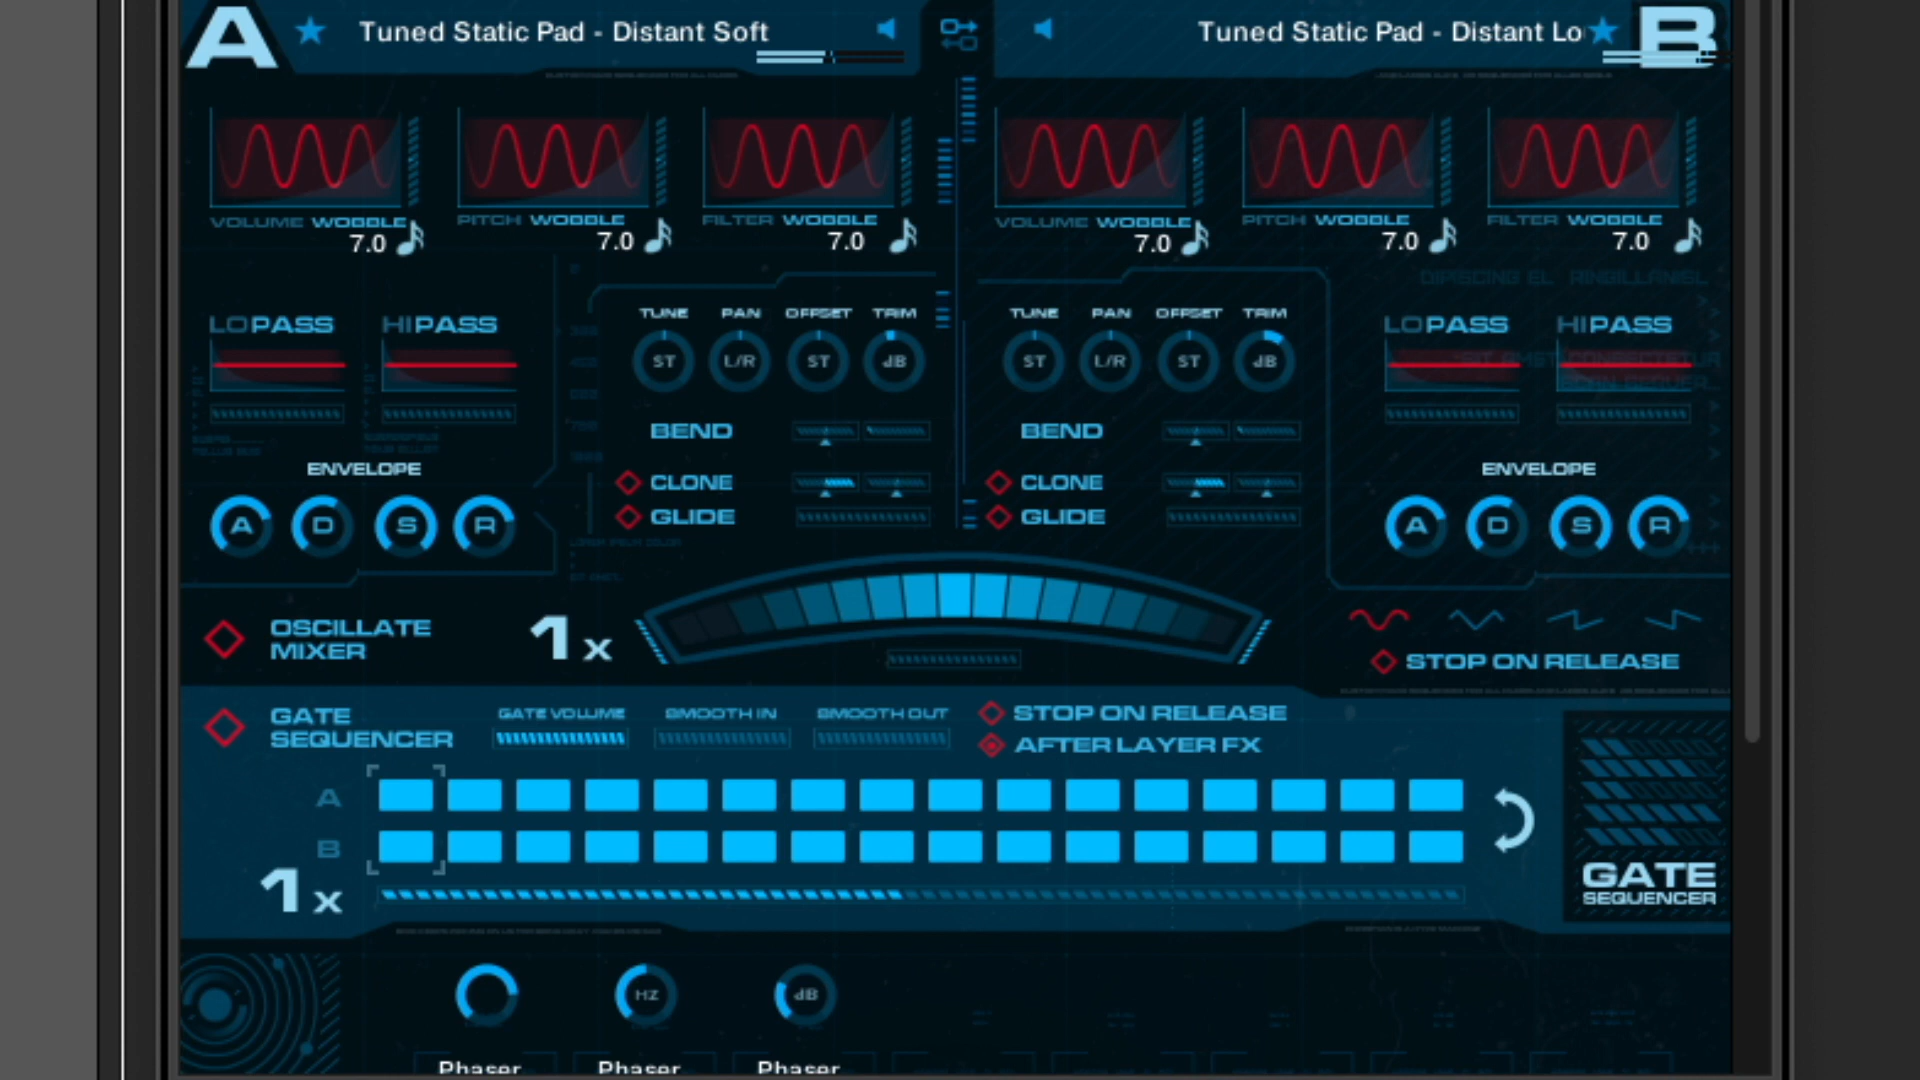 A Tuned Static Pad - Distant Soft
Tuned Static Pad - Distant Lo B
VOLUME WOBBLE PITCH WOBBLE FILTER WOBBLE VOLUME WOBBLE PITCH WOBBLE FILTER WOBBLE
7.0 7.0 7.0 7.0 7.0 7.0
LOPASS HIPASS
TUNE PAN OFFSET TRIM
ST L/R ST dB
BEND
CLONE
GLIDE
ENVELOPE
A D S R
TUNE PAN OFFSET TRIM
ST L/R ST dB
BEND
CLONE
GLIDE
LOPASS HIPASS
ENVELOPE
A D S R
OSCILLATE
MIXER
1x
STOP ON RELEASE
GATE
SEQUENCER
GATE VOLUME SMOOTH IN SMOOTH OUT
STOP ON RELEASE
AFTER LAYER FX
A
B
1x
GATE
SEQUENCER
HZ dB
Phaser Phaser Phaser